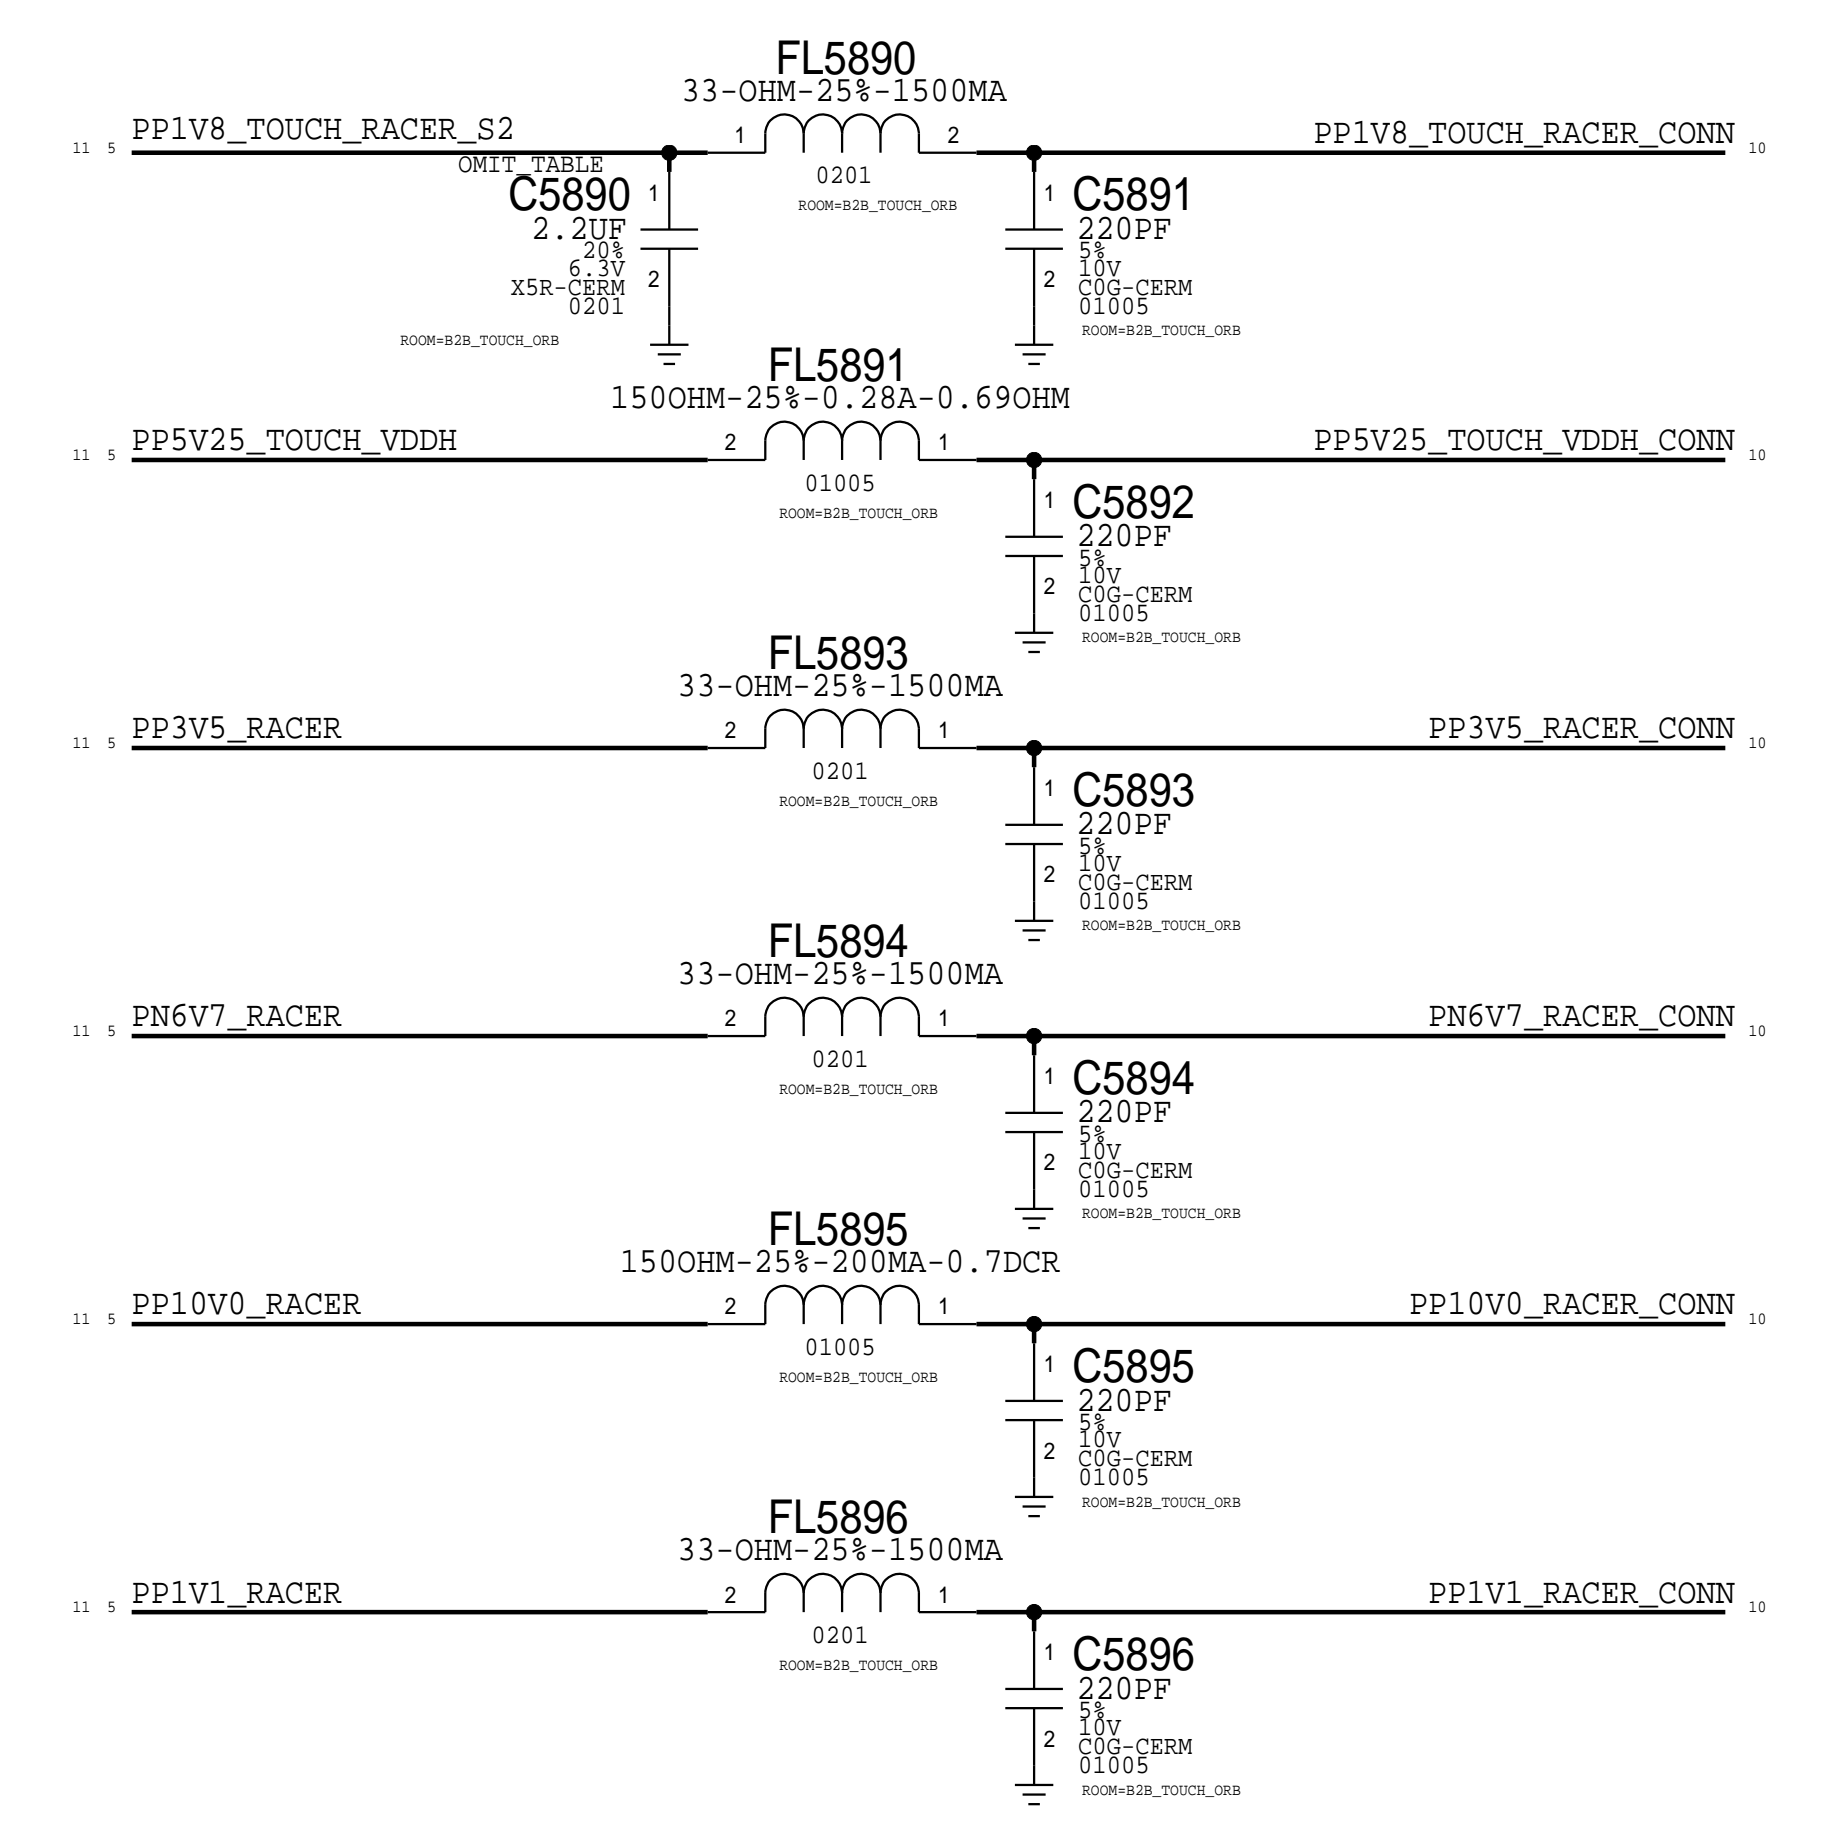 FL5890
33-OHM-25%-1500MA
11 5 PP1V8_TOUCH_RACER_S2 1 2 PP1V8_TOUCH_RACER_CONN 10
OMIT_TABLE
0201
ROOM=B2B_TOUCH_ORB
C5890 1
2.2UF
20%
6.3V
X5R-CERM 2
0201
ROOM=B2B_TOUCH_ORB
1 C5891
220PF
5%
10V
2 C0G-CERM
01005
ROOM=B2B_TOUCH_ORB
FL5891
150OHM-25%-0.28A-0.69OHM
11 5 PP5V25_TOUCH_VDDH 2 1 PP5V25_TOUCH_VDDH_CONN 10
01005
ROOM=B2B_TOUCH_ORB
1 C5892
220PF
5%
10V
2 C0G-CERM
01005
ROOM=B2B_TOUCH_ORB
FL5893
33-OHM-25%-1500MA
11 5 PP3V5_RACER 2 1 PP3V5_RACER_CONN 10
0201
ROOM=B2B_TOUCH_ORB
1 C5893
220PF
5%
10V
2 C0G-CERM
01005
ROOM=B2B_TOUCH_ORB
FL5894
33-OHM-25%-1500MA
11 5 PN6V7_RACER 2 1 PN6V7_RACER_CONN 10
0201
ROOM=B2B_TOUCH_ORB
1 C5894
220PF
5%
10V
2 C0G-CERM
01005
ROOM=B2B_TOUCH_ORB
FL5895
150OHM-25%-200MA-0.7DCR
11 5 PP10V0_RACER 2 1 PP10V0_RACER_CONN 10
01005
ROOM=B2B_TOUCH_ORB
1 C5895
220PF
5%
10V
2 C0G-CERM
01005
ROOM=B2B_TOUCH_ORB
FL5896
33-OHM-25%-1500MA
11 5 PP1V1_RACER 2 1 PP1V1_RACER_CONN 10
0201
ROOM=B2B_TOUCH_ORB
1 C5896
220PF
5%
10V
2 C0G-CERM
01005
ROOM=B2B_TOUCH_ORB